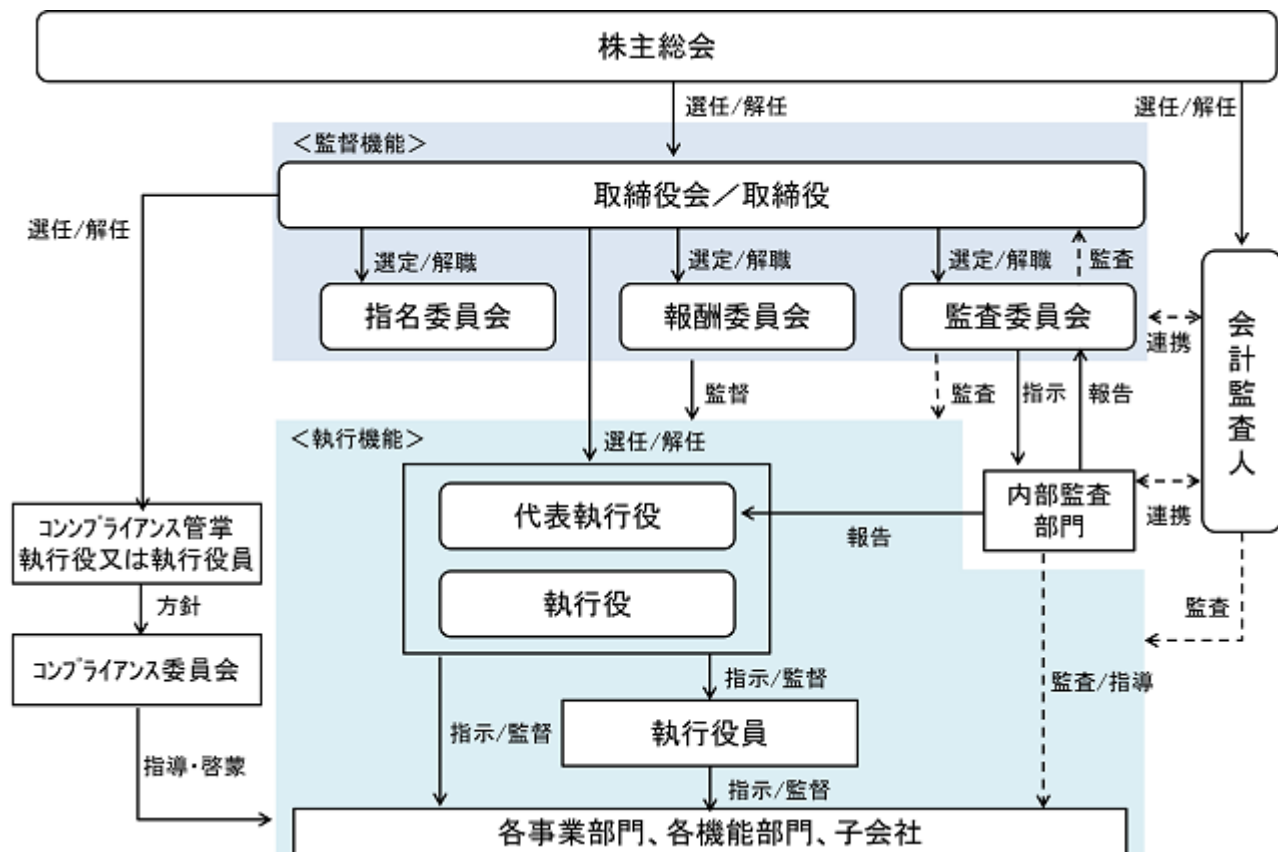 株主総会
選任/解任
選任/解任
＜監督機能＞
取締役会／取締役
選任/解任
選定/解職
選定/解職
選定/解職
監査
指名委員会
報酬委員会
監査委員会
連携
会計監査人
監督
監査
指示
報告
＜執行機能＞
選任/解任
代表執行役
内部監査
部門
連携
報告
ｺﾝﾝﾌﾟﾗｲｱﾝｽ管掌
執行役又は執行役員
執行役
方針
監査
ｺﾝﾌﾟﾗｲｱﾝｽ委員会
指示/監督
監査/指導
指示/監督
執行役員
指導・啓蒙
指示/監督
各事業部門、各機能部門、子会社